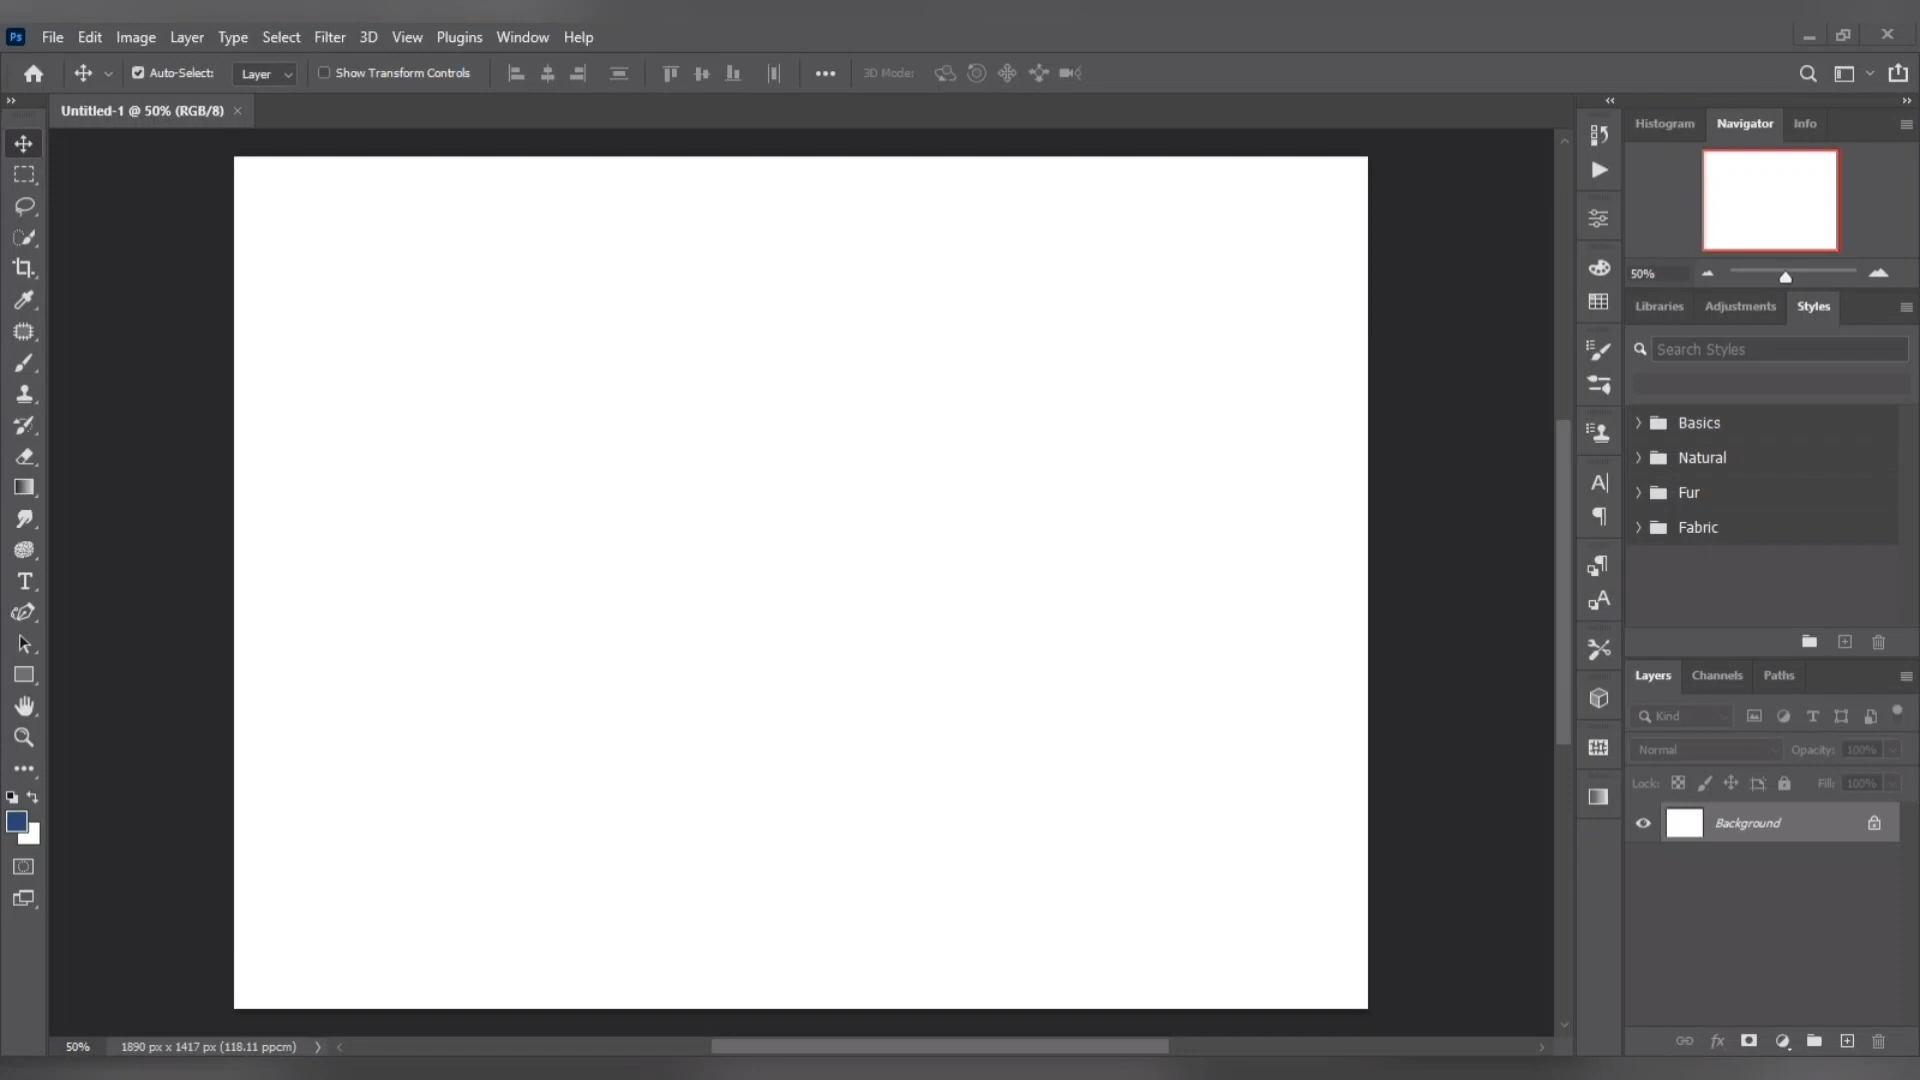 Ps File Edit Image Layer Type Select Filter 3D View Plugins Window Help
Auto-Select: Layer Show Transform Controls 3D Mode:
Untitled-1 @ 50% (RGB/8)
Histogram Navigator Info
50%
Libraries Adjustments Styles
Search Styles
Basics
Natural
Fur
Fabric
Layers Channels Paths
Kind
Normal Opacity: 100%
Lock: Fill: 100%
Background
50% 1890 px x 1417 px (118.11 ppcm)
fx